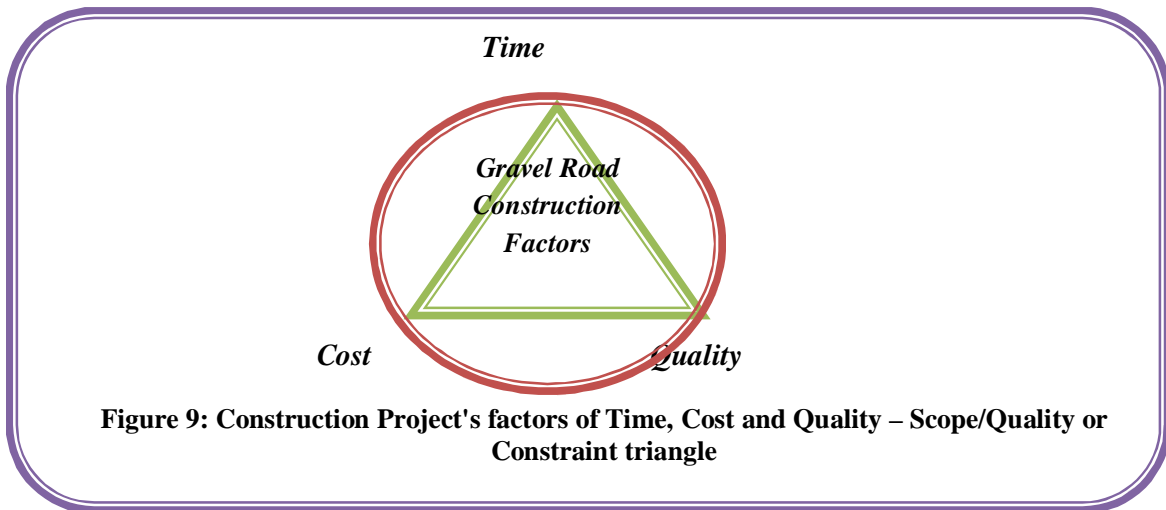 Time
Gravel Road
Construction
Factors
Cost
Quality
Figure 9: Construction Project's factors of Time, Cost and Quality – Scope/Quality or
Constraint triangle